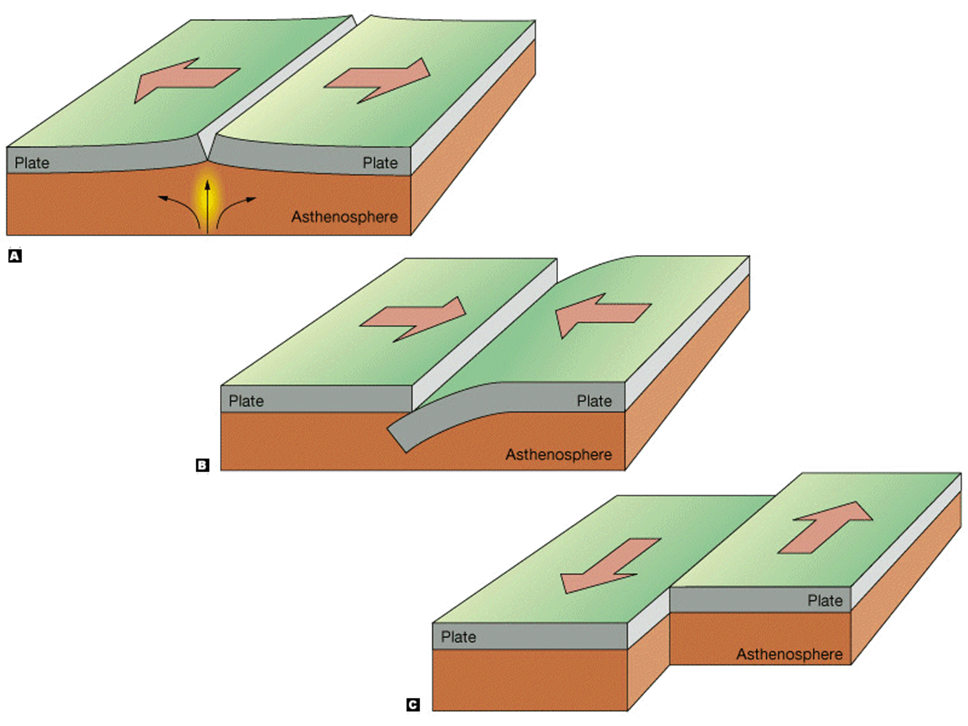 Plate
Plate
Asthenosphere
A
Plate
Plate
Asthenosphere
B
Plate
Plate
Asthenosphere
C